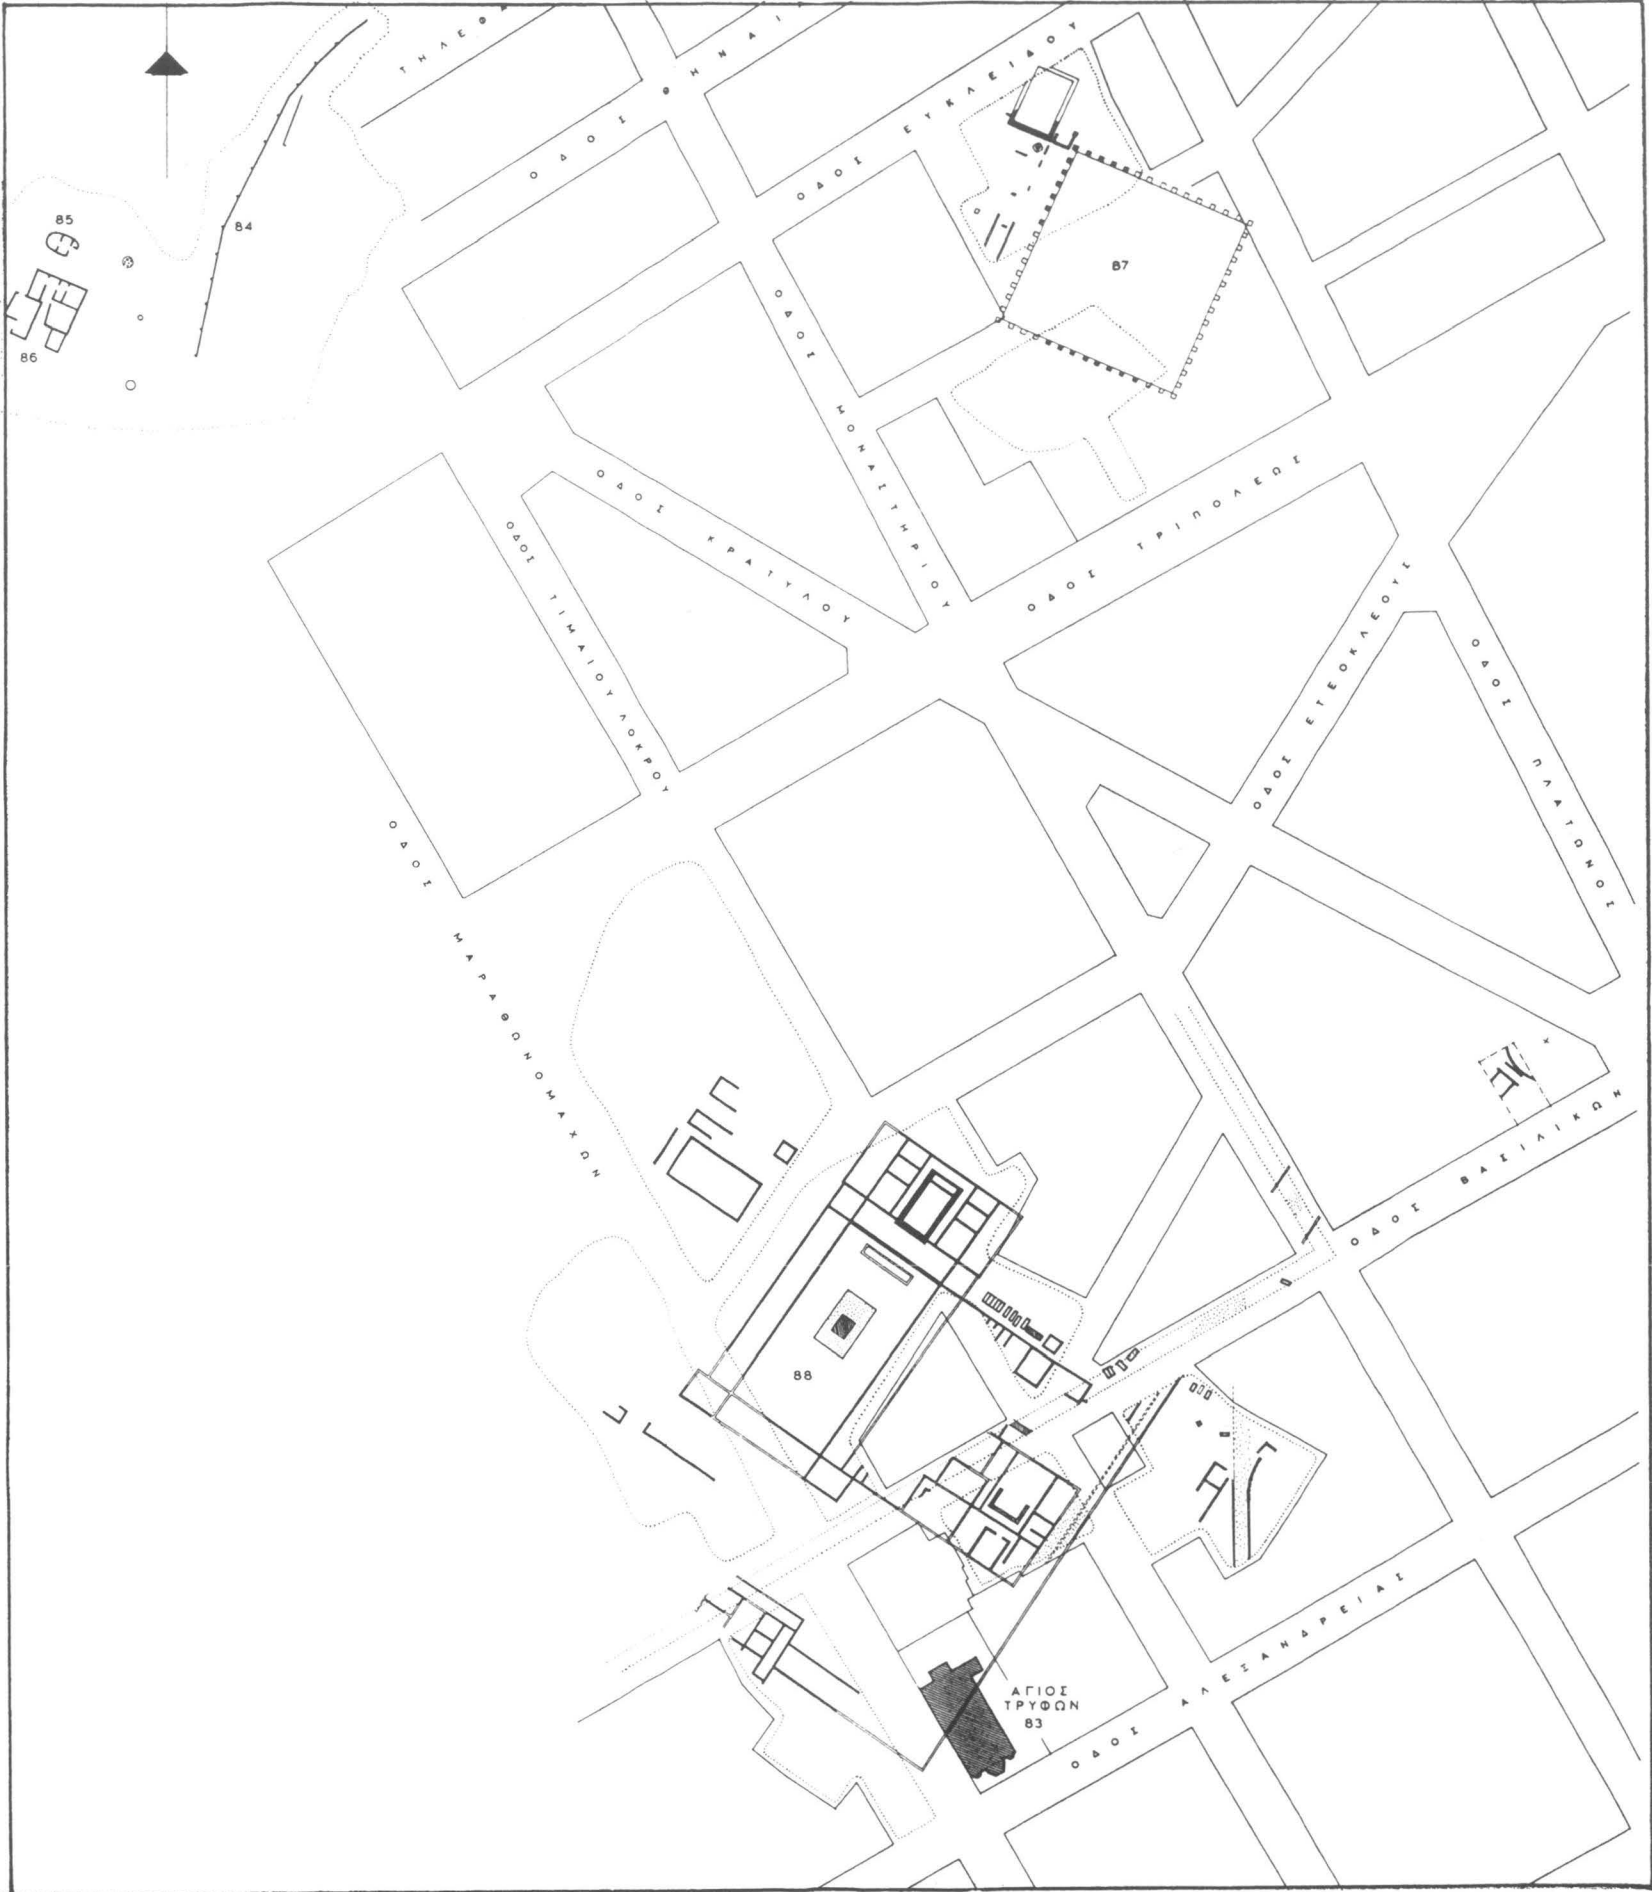 ΤΗΛΕΦ
ΟΔΟΣ ΘΗΝΑΙ
ΟΔΟΣ ΕΥΚΛΕΙΔΟΥ
85
84
86
87
ΟΔΟΣ ΜΟΝΑΣΤΗΡΙΟΥ
ΟΔΟΣ ΚΡΑΤΥΛΟΥ
ΟΔΟΣ ΤΡΙΠΟΛΕΩΣ
ΟΔΟΣ ΤΙΜΑΙΟΥ ΛΟΚΡΟΥ
ΟΔΟΣ ΕΤΕΟΚΛΕΟΥΣ
ΟΔΟΣ ΠΛΑΤΩΝΟΣ
ΟΔΟΣ ΜΑΡΑΘΩΝΟΜΑΧΩΝ
ΟΔΟΣ ΒΑΣΙΛΙΚΩΝ
88
ΑΓΙΟΣ
ΤΡΥΦΩΝ
83
ΟΔΟΣ ΑΛΕΞΑΝΔΡΕΙΑΣ